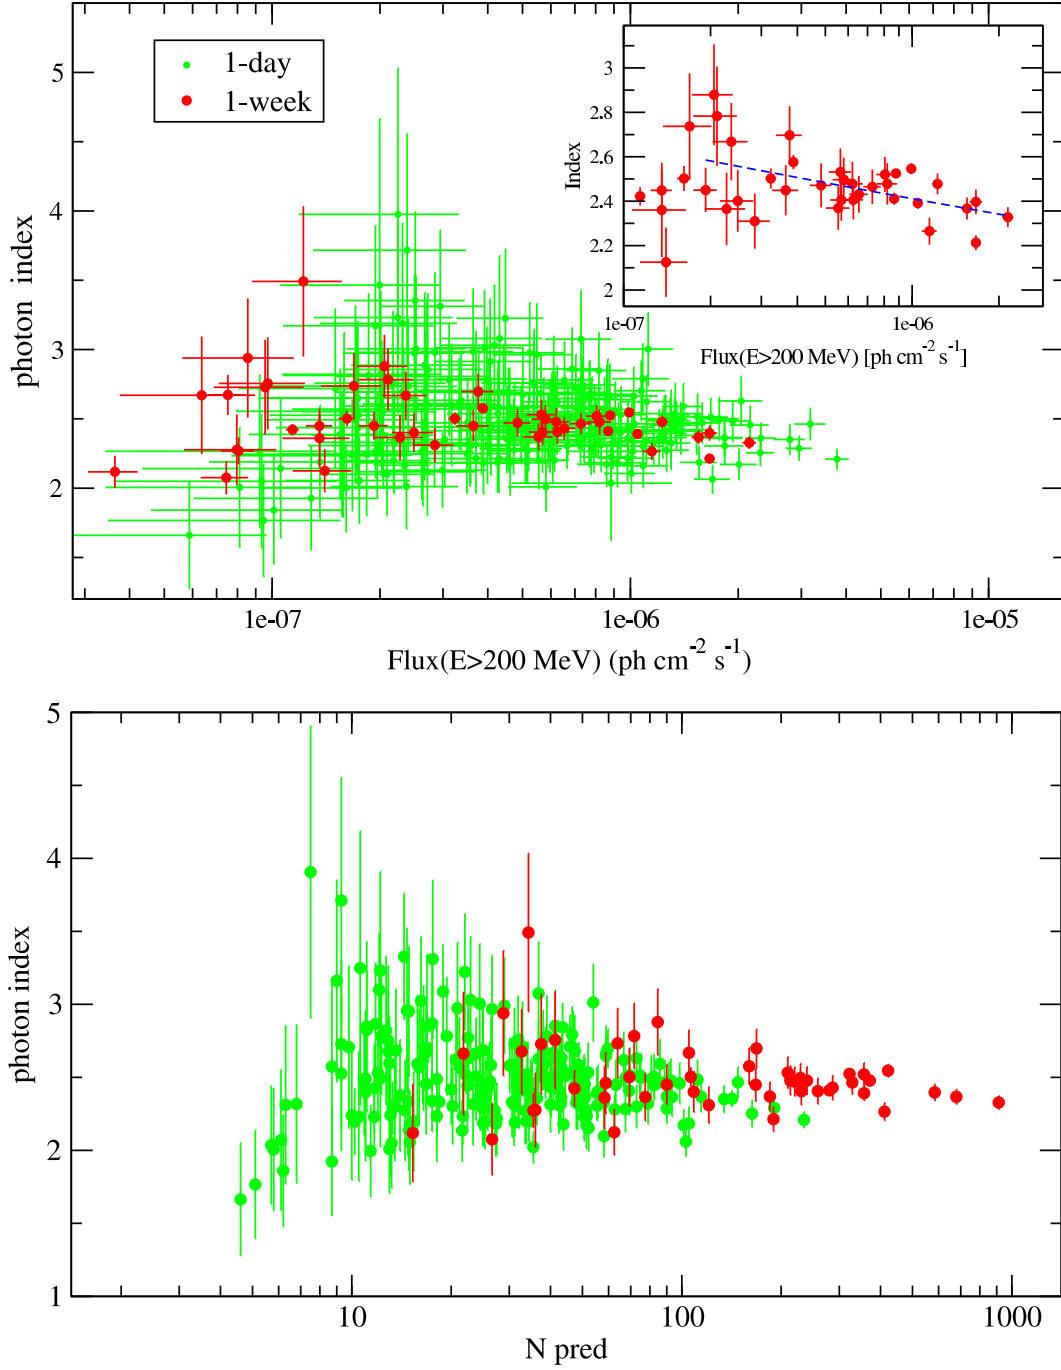 1-day
1-week
5
4
3
2
photon index
1e-07
1e-06
1e-05
Flux(E>200 MeV) (ph cm⁻² s⁻¹)
3
2.8
2.6
2.4
2.2
2
Index
1e-07
1e-06
Flux(E>200 MeV) [ph cm⁻² s⁻¹]
5
4
3
2
1
photon index
10
100
1000
N pred